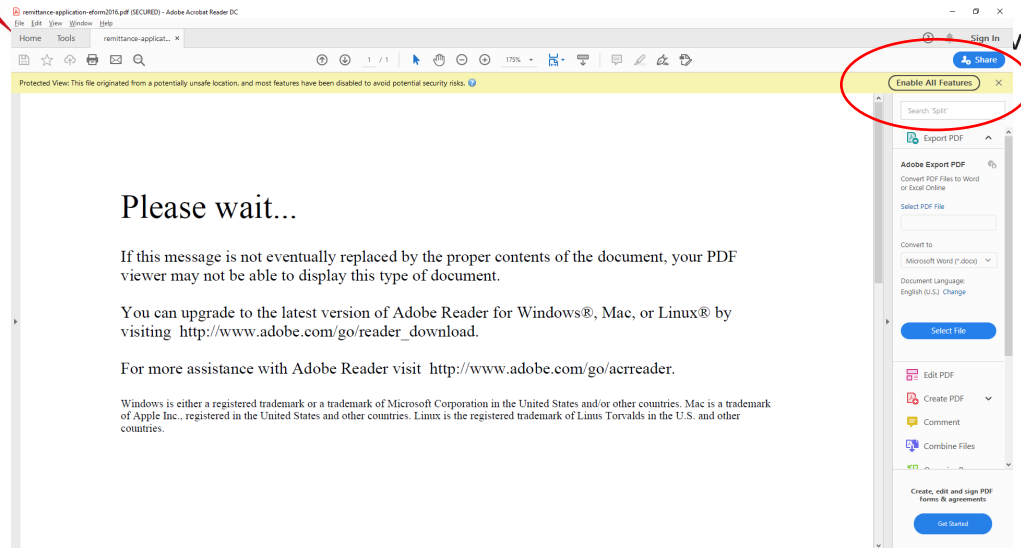 remittance-application-eform2016.pdf (SECURED) - Adobe Acrobat Reader DC
File Edit View Window Help
Home Tools remittance-applicat... × Sign In
1 / 1 175% Share
Protected View: This file originated from a potentially unsafe location, and most features have been disabled to avoid potential security risks. Enable All Features ×
Search 'Split'
Export PDF
Adobe Export PDF
Convert PDF Files to Word
or Excel Online
Select PDF File
Convert to
Microsoft Word (*.docx)
Document Language:
English (U.S.) Change
Select File
Edit PDF
Create PDF
Comment
Combine Files
Create, edit and sign PDF
forms & agreements
Get Started
Please wait...
If this message is not eventually replaced by the proper contents of the document, your PDF
viewer may not be able to display this type of document.
You can upgrade to the latest version of Adobe Reader for Windows®, Mac, or Linux® by
visiting http://www.adobe.com/go/reader_download.
For more assistance with Adobe Reader visit http://www.adobe.com/go/acrreader.
Windows is either a registered trademark or a trademark of Microsoft Corporation in the United States and/or other countries. Mac is a trademark
of Apple Inc., registered in the United States and other countries. Linux is the registered trademark of Linus Torvalds in the U.S. and other
countries.